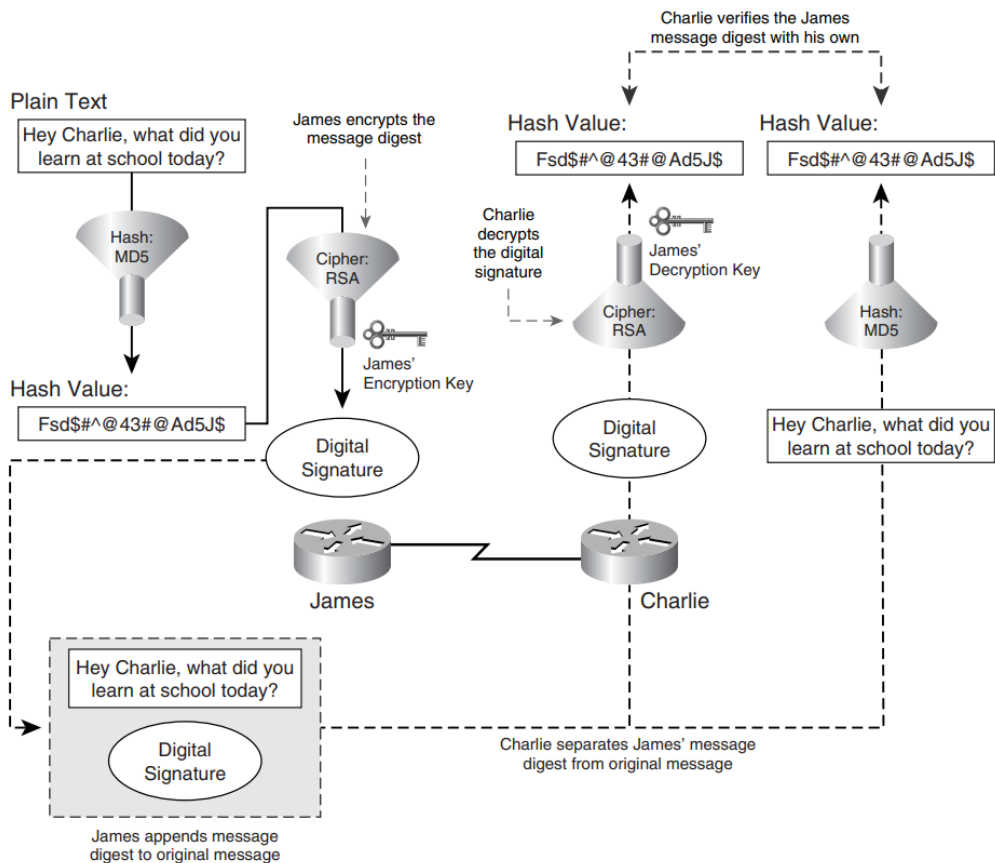 Plain Text
Hey Charlie, what did you
learn at school today?
Hash:
MD5
Hash Value:
Fsd$#^@43#@Ad5J$
James encrypts the
message digest
Cipher:
RSA
James'
Encryption Key
Digital
Signature
James
Hey Charlie, what did you
learn at school today?
Digital
Signature
James appends message
digest to original message
Charlie separates James' message
digest from original message
Charlie
Digital
Signature
Charlie
decrypts
the digital
signature
Cipher:
RSA
James'
Decryption Key
Hash Value:
Fsd$#^@43#@Ad5J$
Charlie verifies the James
message digest with his own
Hash Value:
Fsd$#^@43#@Ad5J$
Hash:
MD5
Hey Charlie, what did you
learn at school today?